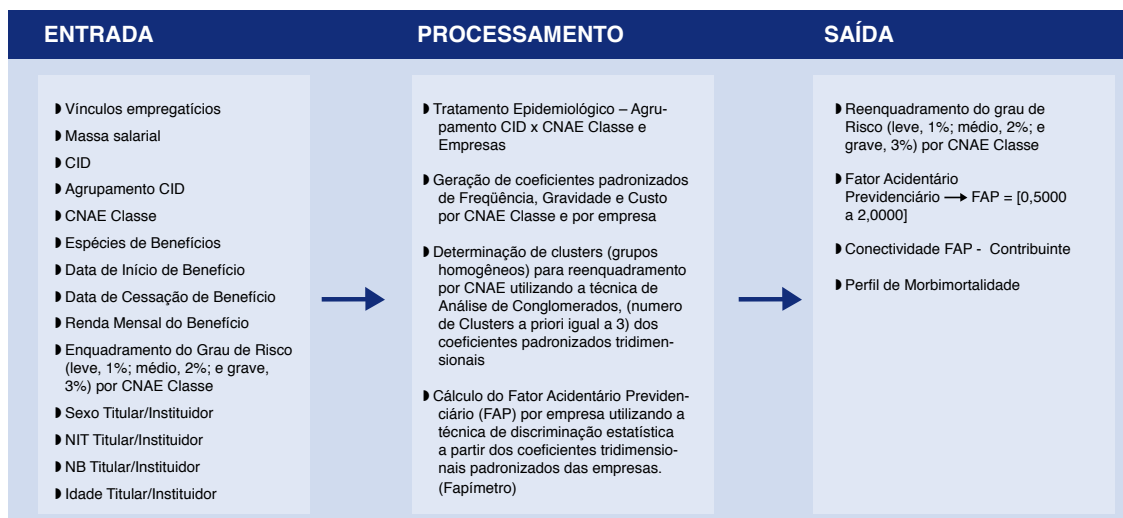 ENTRADA
PROCESSAMENTO
SAÍDA
◗ Vínculos empregatícios
◗ Massa salarial
◗ CID
◗ Agrupamento CID
◗ CNAE Classe
◗ Espécies de Benefícios
◗ Data de Início de Benefício
◗ Data de Cessação de Benefício
◗ Renda Mensal do Benefício
◗ Enquadramento do Grau de Risco
(leve, 1%; médio, 2%; e grave,
3%) por CNAE Classe
◗ Sexo Titular/Instituidor
◗ NIT Titular/Instituidor
◗ NB Titular/Instituidor
◗ Idade Titular/Instituidor
◗ Tratamento Epidemiológico – Agru-
pamento CID x CNAE Classe e
Empresas
◗ Geração de coeficientes padronizados
de Freqüência, Gravidade e Custo
por CNAE Classe e por empresa
◗ Determinação de clusters (grupos
homogêneos) para reenquadramento
por CNAE utilizando a técnica de
Análise de Conglomerados, (numero
de Clusters a priori igual a 3) dos
coeficientes padronizados tridimen-
sionais
◗ Cálculo do Fator Acidentário Previden-
ciário (FAP) por empresa utilizando a
técnica de discriminação estatística
a partir dos coeficientes tridimensio-
nais padronizados das empresas.
(Fapímetro)
◗ Reenquadramento do grau de
Risco (leve, 1%; médio, 2%; e
grave, 3%) por CNAE Classe
◗ Fator Acidentário
Previdenciário → FAP = [0,5000
a 2,0000]
◗ Conectividade FAP - Contribuinte
◗ Perfil de Morbimortalidade